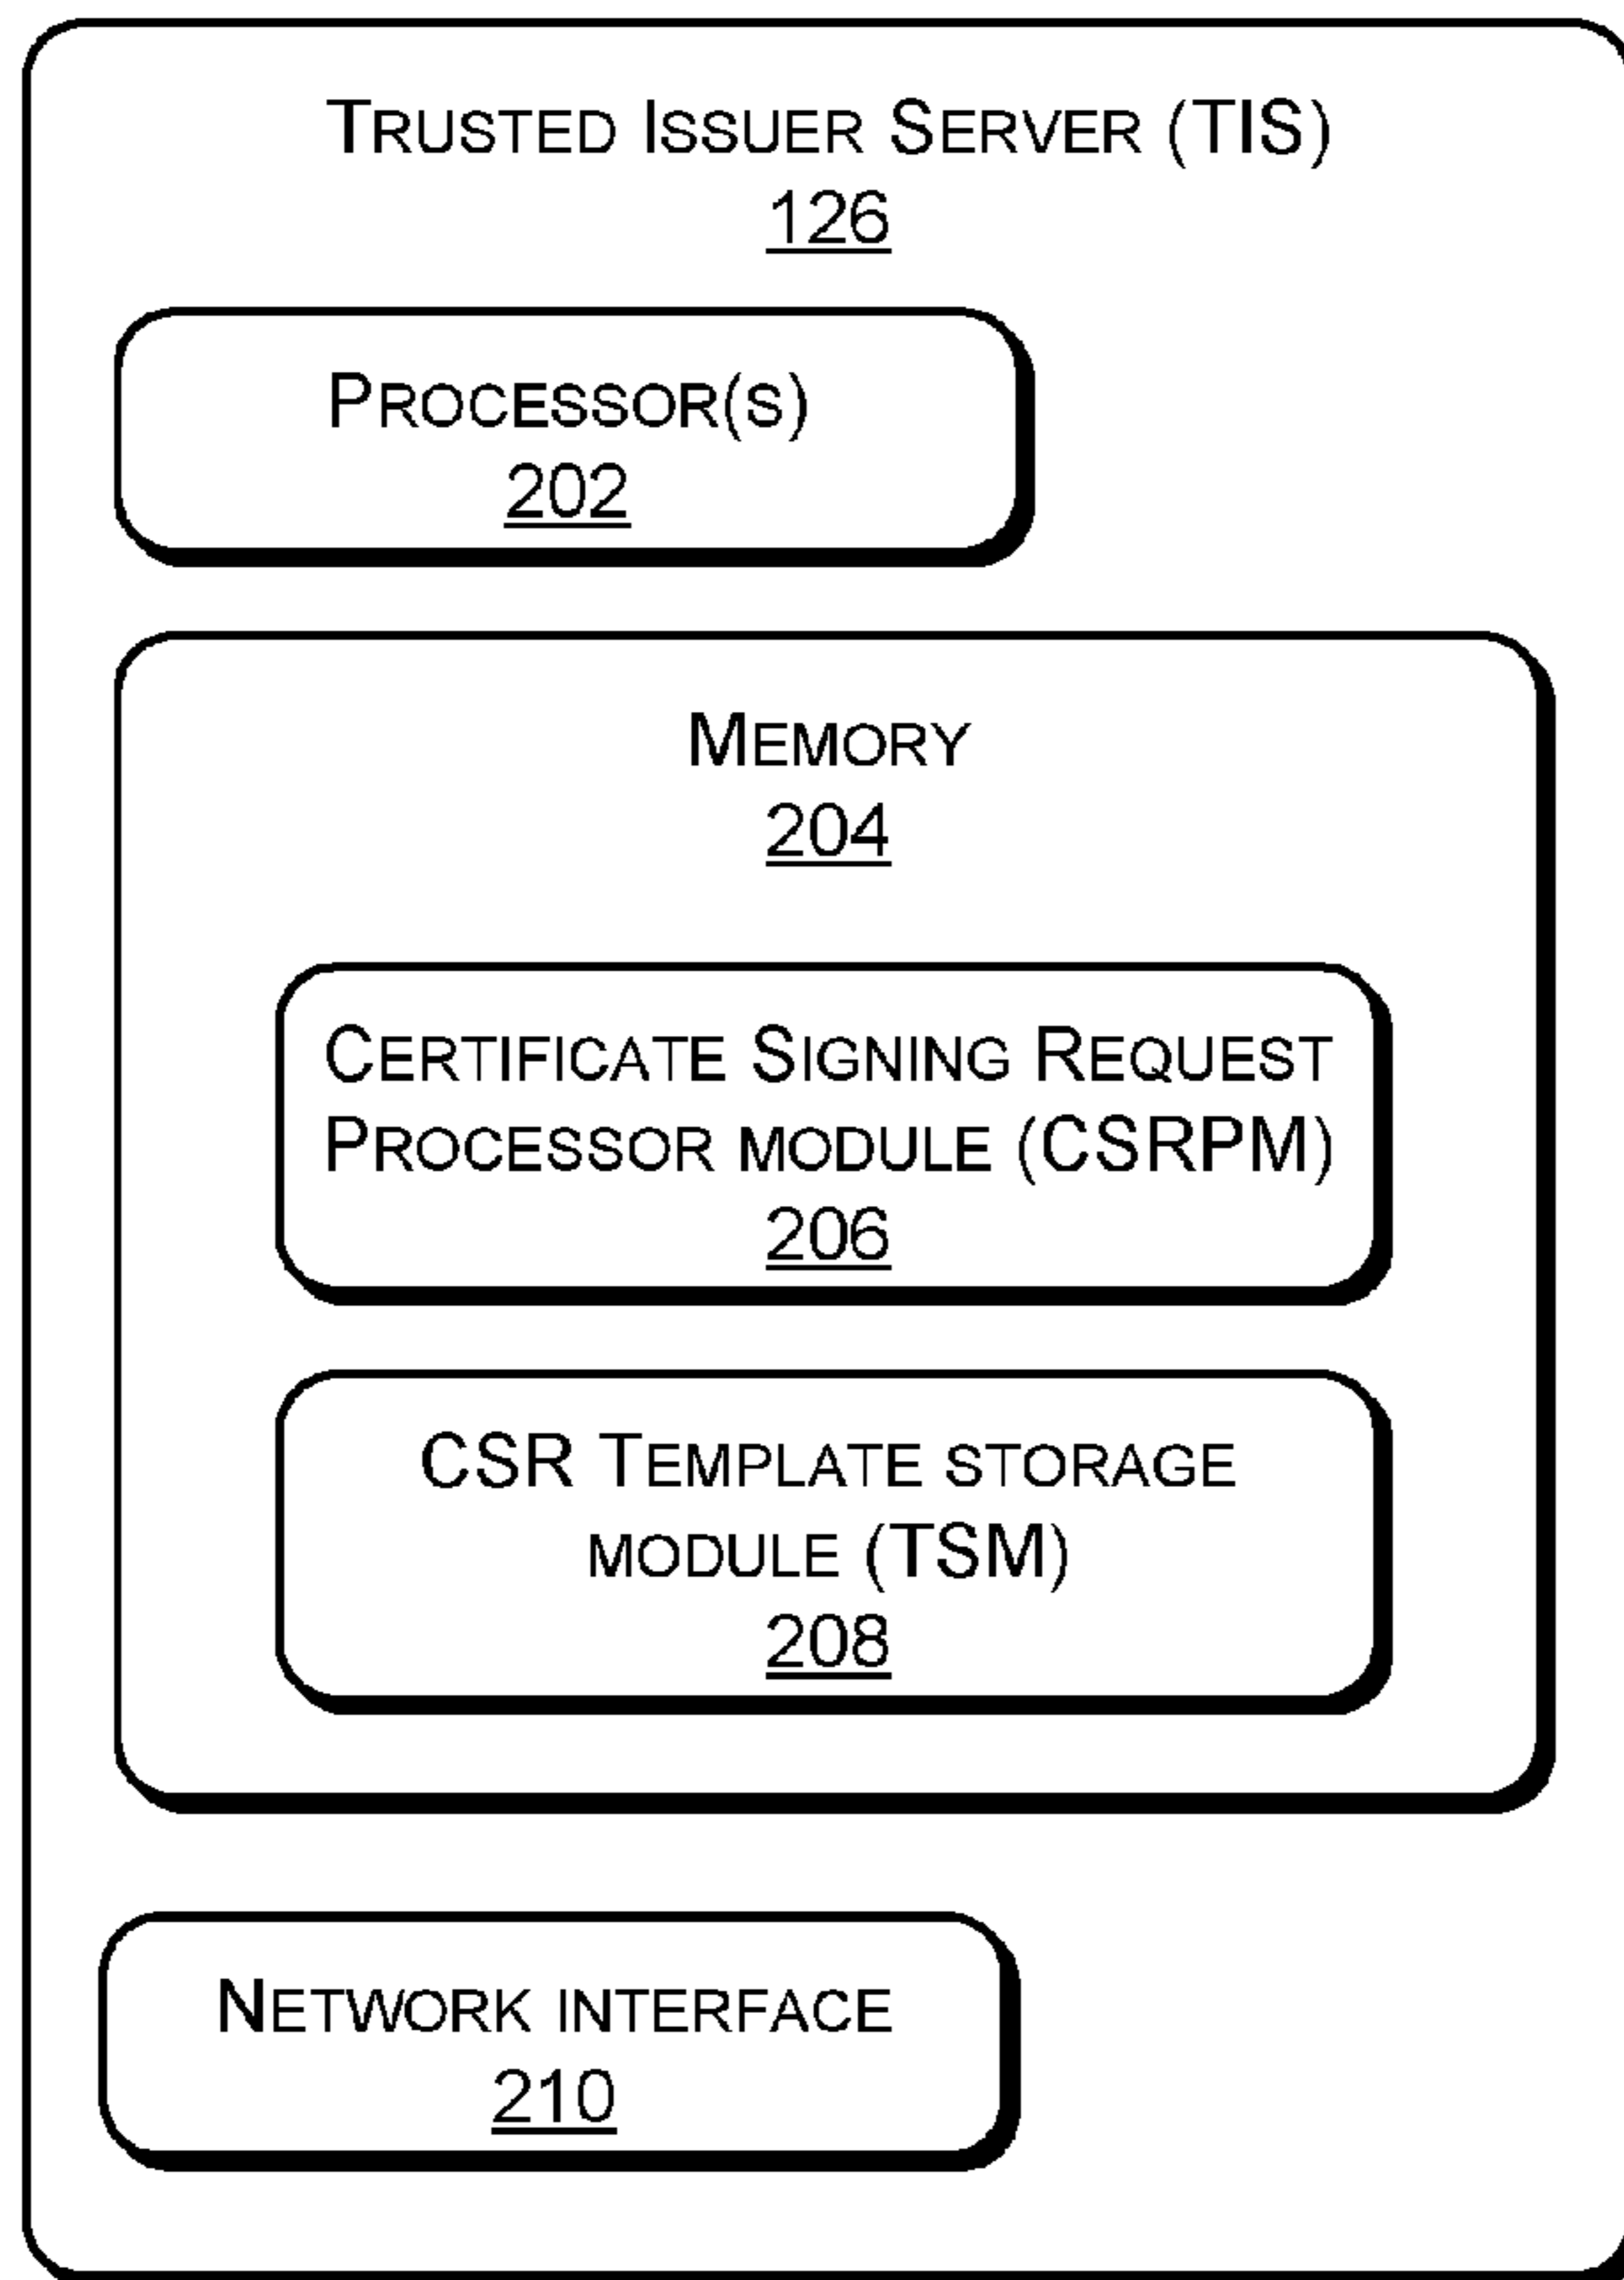 TRUSTED ISSUER SERVER (TIS)
126
PROCESSOR(S)
202
MEMORY
204
CERTIFICATE SIGNING REQUEST
PROCESSOR MODULE (CSRPM)
206
CSR TEMPLATE STORAGE
MODULE (TSM)
208
NETWORK INTERFACE
210